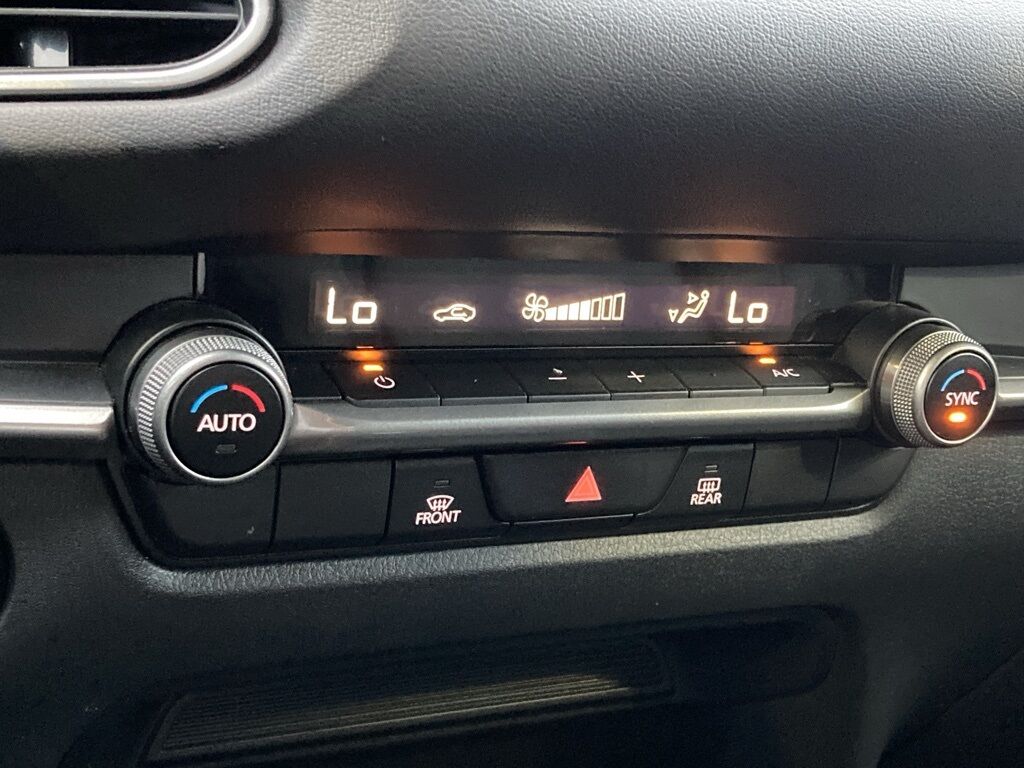 Lo Lo
A/C
AUTO SYNC
FRONT REAR